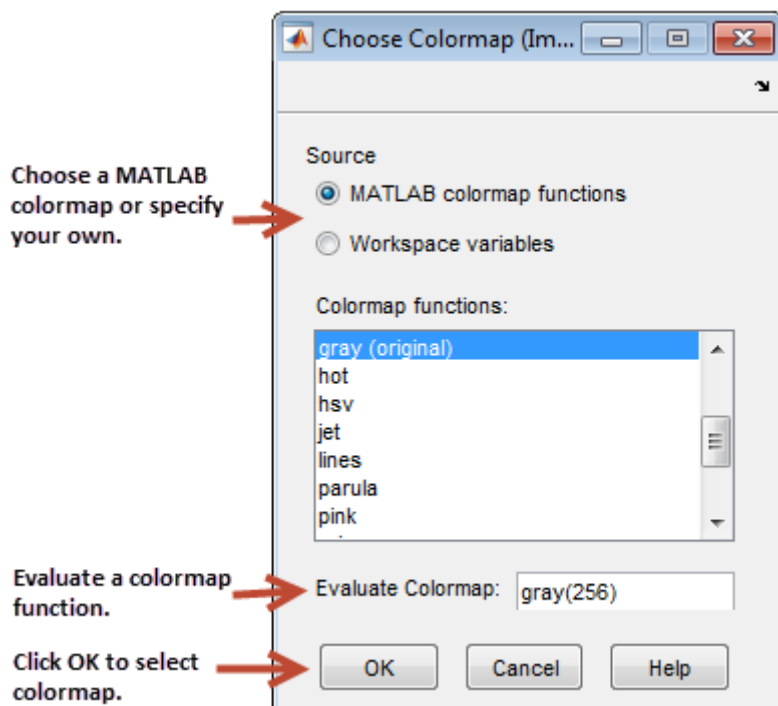 Choose Colormap (Im...
Source
Choose a MATLAB
colormap or specify
your own.
MATLAB colormap functions
Workspace variables
Colormap functions:
gray (original)
hot
hsv
jet
lines
parula
pink
Evaluate a colormap
function.
Evaluate Colormap:
gray(256)
Click OK to select
colormap.
OK
Cancel
Help